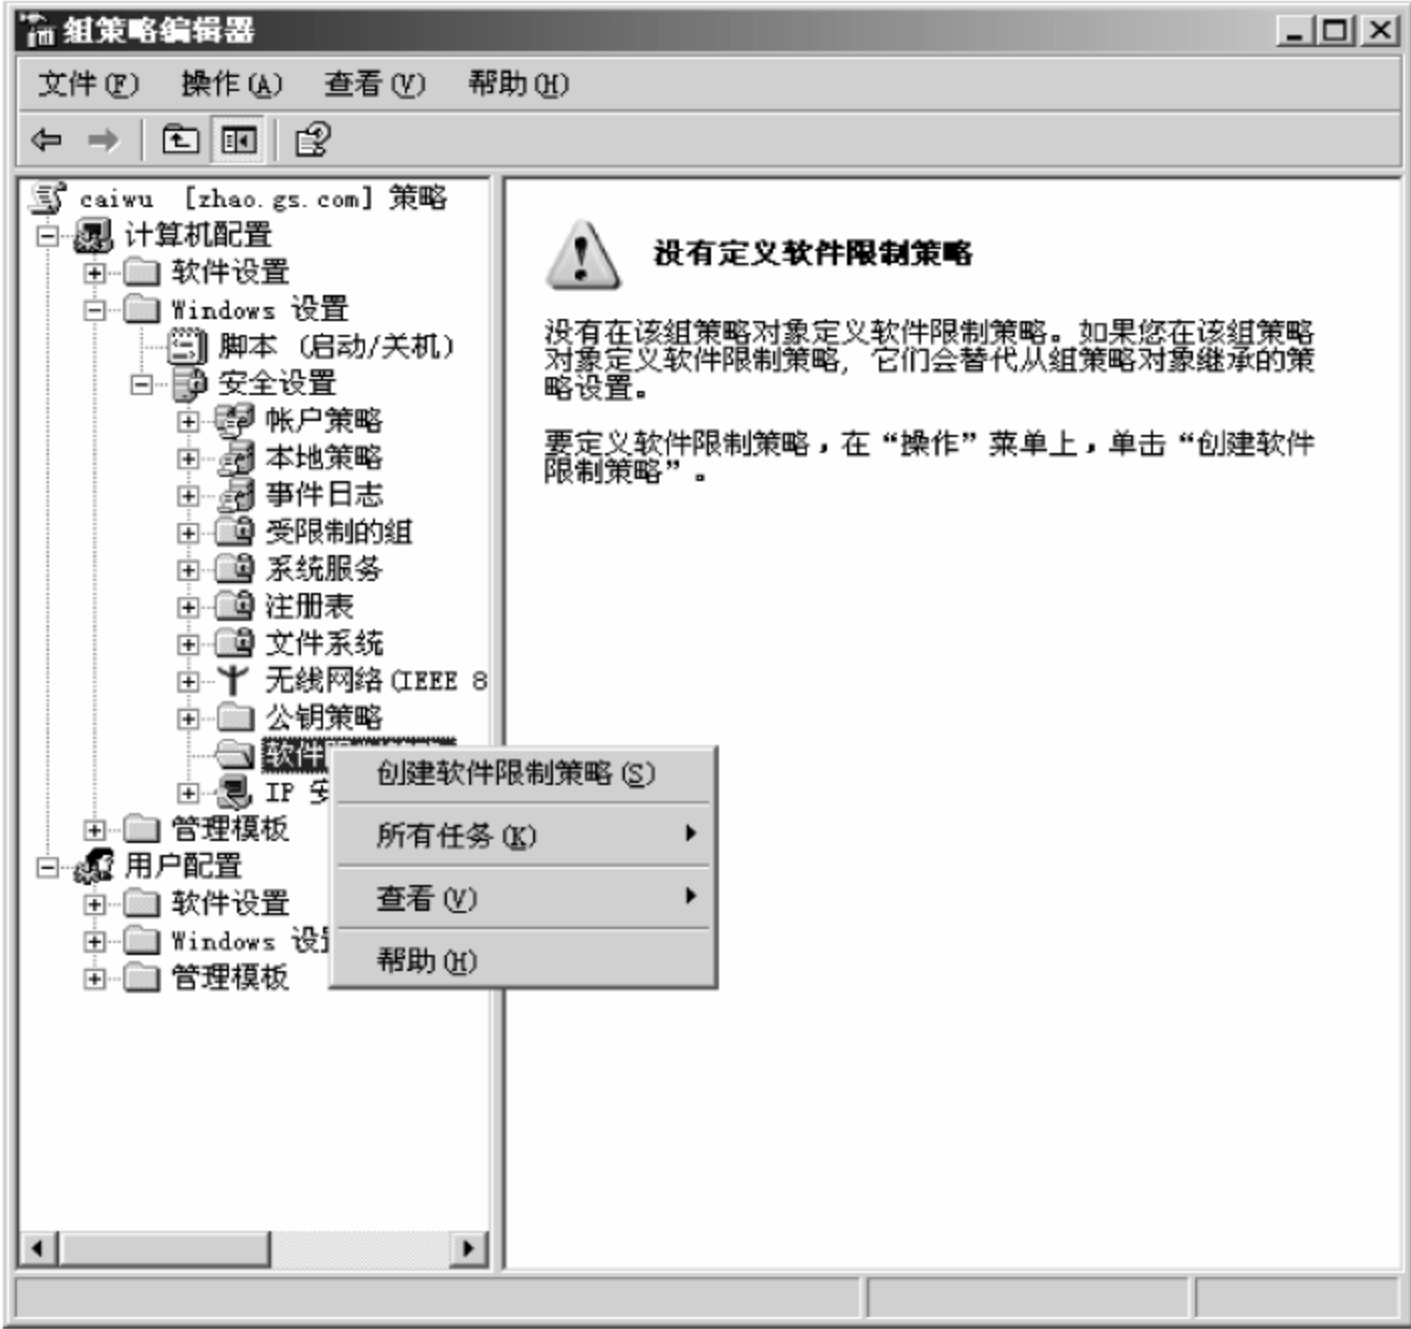 组策略编辑器
文件(F) 操作(A) 查看(V) 帮助(H)
caiwu [zhao.gs.com] 策略
计算机配置
软件设置
Windows 设置
脚本 (启动/关机)
安全设置
帐户策略
本地策略
事件日志
受限制的组
系统服务
注册表
文件系统
无线网络(IEEE 8
公钥策略
软件
IP 安
管理模板
用户配置
软件设置
Windows 设
管理模板
创建软件限制策略(S)
所有任务(K)
查看(V)
帮助(H)
没有定义软件限制策略
没有在该组策略对象定义软件限制策略。如果您在该组策略
对象定义软件限制策略, 它们会替代从组策略对象继承的策
略设置。
要定义软件限制策略，在“操作”菜单上，单击“创建软件
限制策略”。